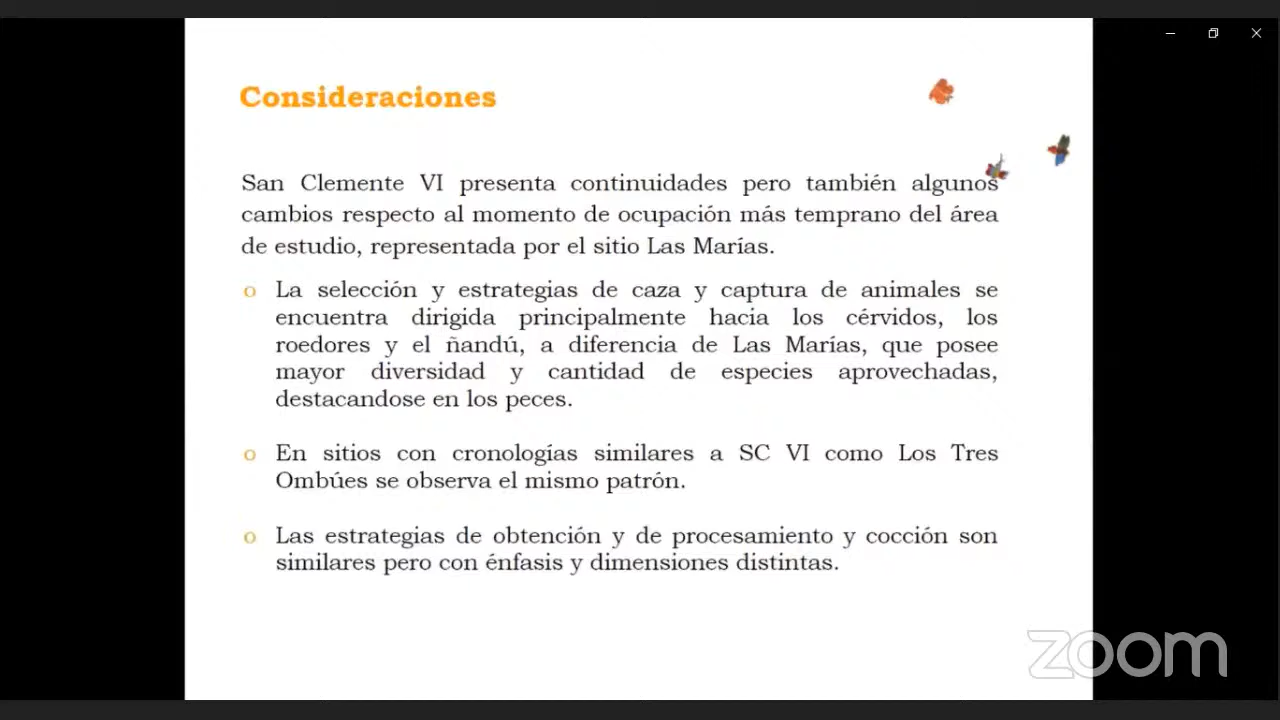 Consideraciones
San Clemente VI presenta continuidades pero también algunos
cambios respecto al momento de ocupación más temprano del área
de estudio, representada por el sitio Las Marías.
o La selección y estrategias de caza y captura de animales se
encuentra dirigida principalmente hacia los cérvidos, los
roedores y el ñandú, a diferencia de Las Marías, que posee
mayor diversidad y cantidad de especies aprovechadas,
destacandose en los peces.
o En sitios con cronologías similares a SC VI como Los Tres
Ombúes se observa el mismo patrón.
o Las estrategias de obtención y de procesamiento y cocción son
similares pero con énfasis y dimensiones distintas.
zoom